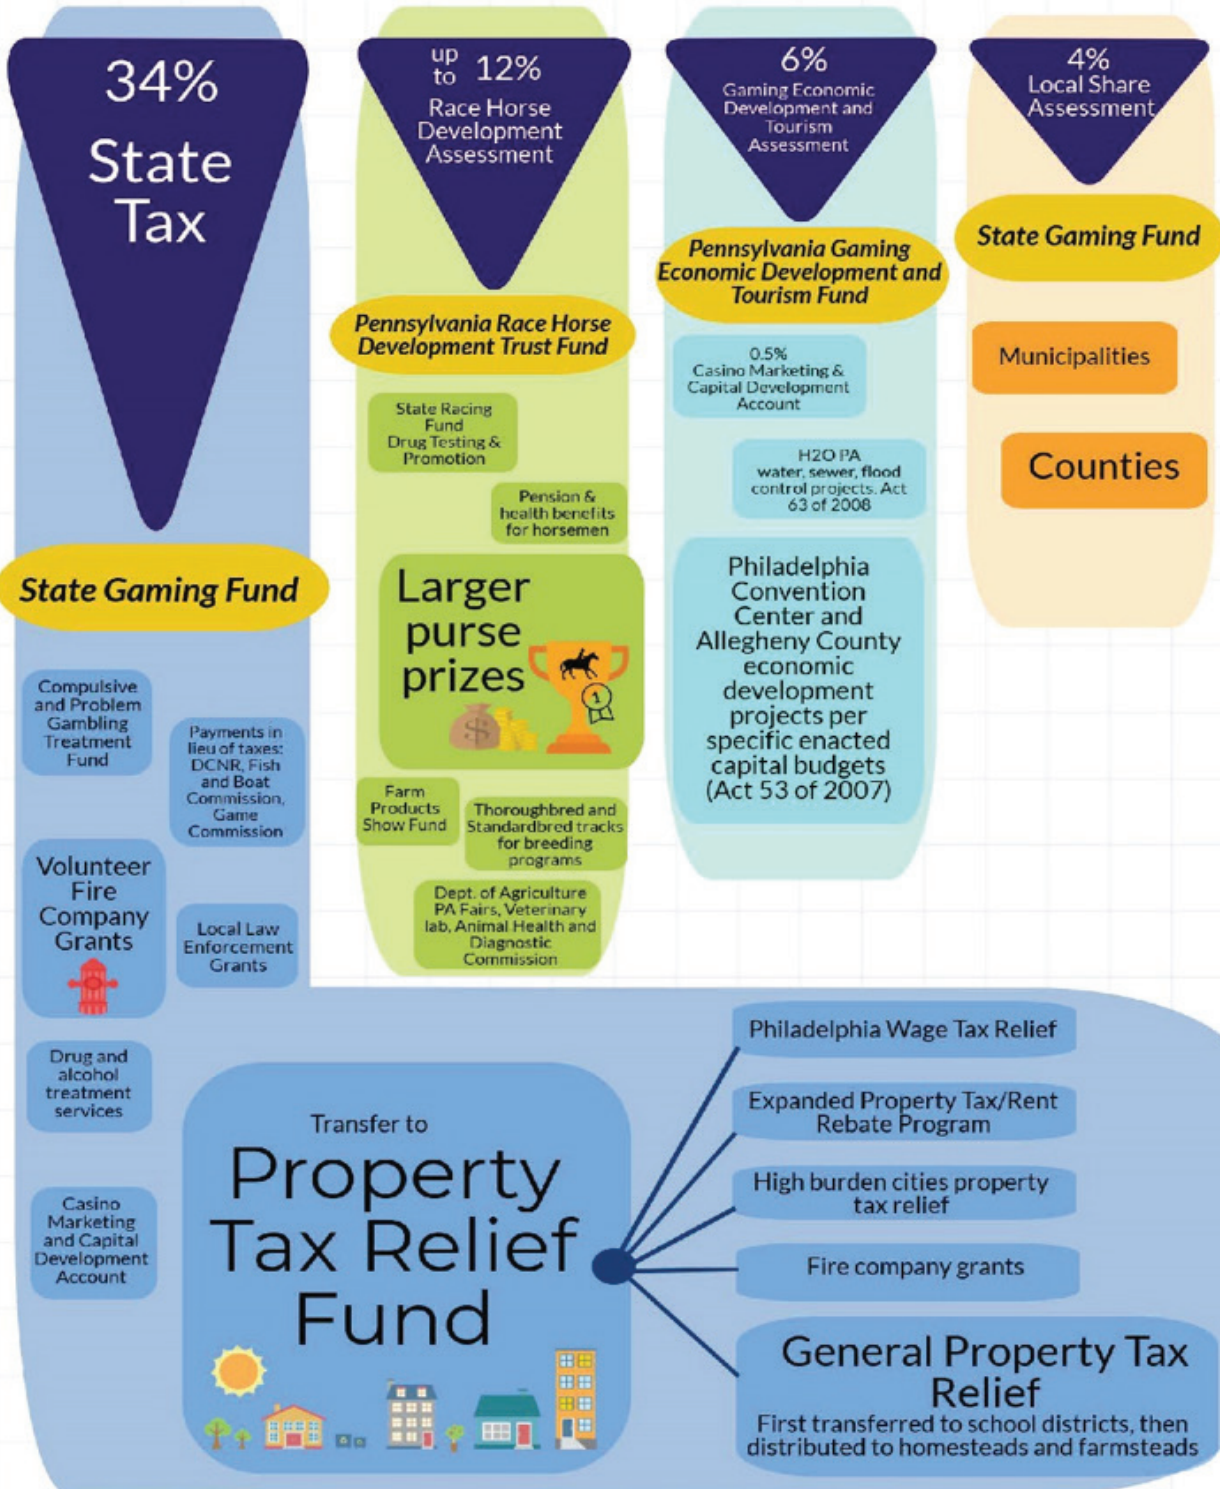 34%
State
Tax
State Gaming Fund
Compulsive
and Problem
Gambling
Treatment
Fund
Payments in
lieu of taxes:
DCNR, Fish
and Boat
Commission,
Game
Commission
Volunteer
Fire
Company
Grants
Local Law
Enforcement
Grants
Drug and
alcohol
treatment
services
Casino
Marketing
and Capital
Development
Account
up
to 12%
Race Horse
Development
Assessment
Pennsylvania Race Horse
Development Trust Fund
State Racing
Fund
Drug Testing &
Promotion
Pension &
health benefits
for horsemen
Larger
purse
prizes
1
$
Farm
Products
Show Fund
Thoroughbred and
Standardbred tracks
for breeding
programs
Dept. of Agriculture
PA Fairs, Veterinary
lab, Animal Health and
Diagnostic
Commission
6%
Gaming Economic
Development and
Tourism
Assessment
Pennsylvania Gaming
Economic Development and
Tourism Fund
0.5%
Casino Marketing &
Capital Development
Account
H2O PA
water, sewer, flood
control projects. Act
63 of 2008
Philadelphia
Convention
Center and
Allegheny County
economic
development
projects per
specific enacted
capital budgets
(Act 53 of 2007)
4%
Local Share
Assessment
State Gaming Fund
Municipalities
Counties
Transfer to
Property
Tax Relief
Fund
Philadelphia Wage Tax Relief
Expanded Property Tax/Rent
Rebate Program
High burden cities property
tax relief
Fire company grants
General Property Tax
Relief
First transferred to school districts, then
distributed to homesteads and farmsteads